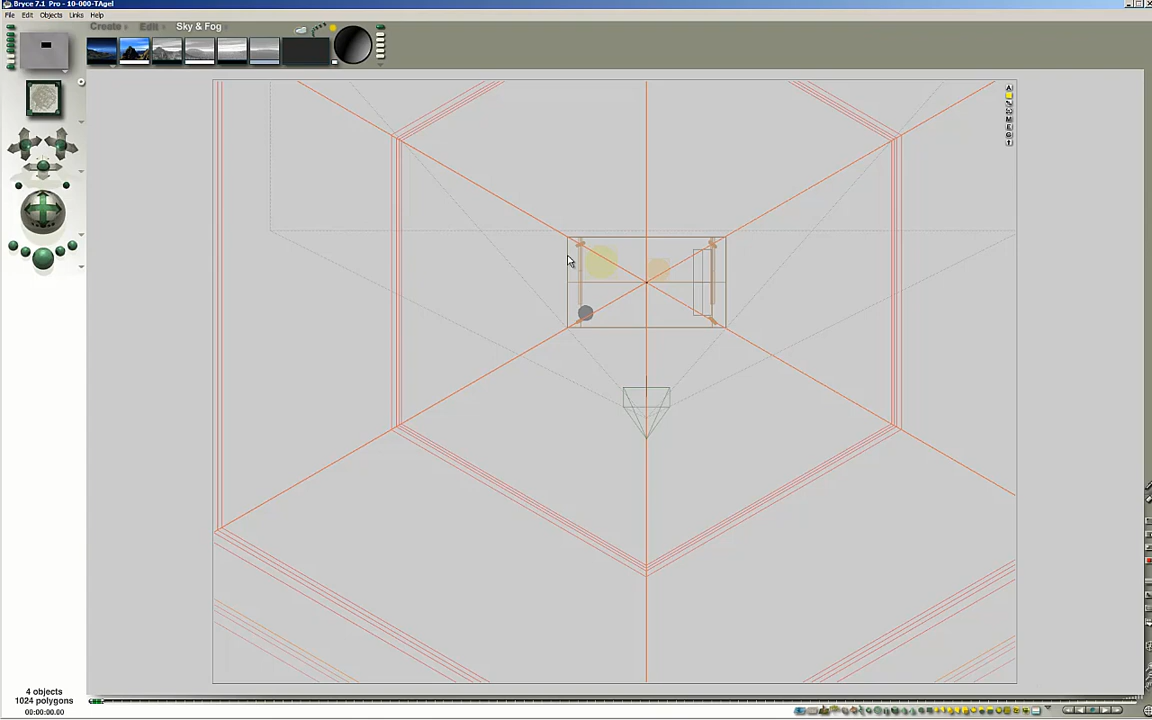 Bryce 7.1 Pro - 10-000-TAgel
File Edit Objects Links Help
Create Edit Sky & Fog
A
M
E
4 objects
1024 polygons
00:00:00.00